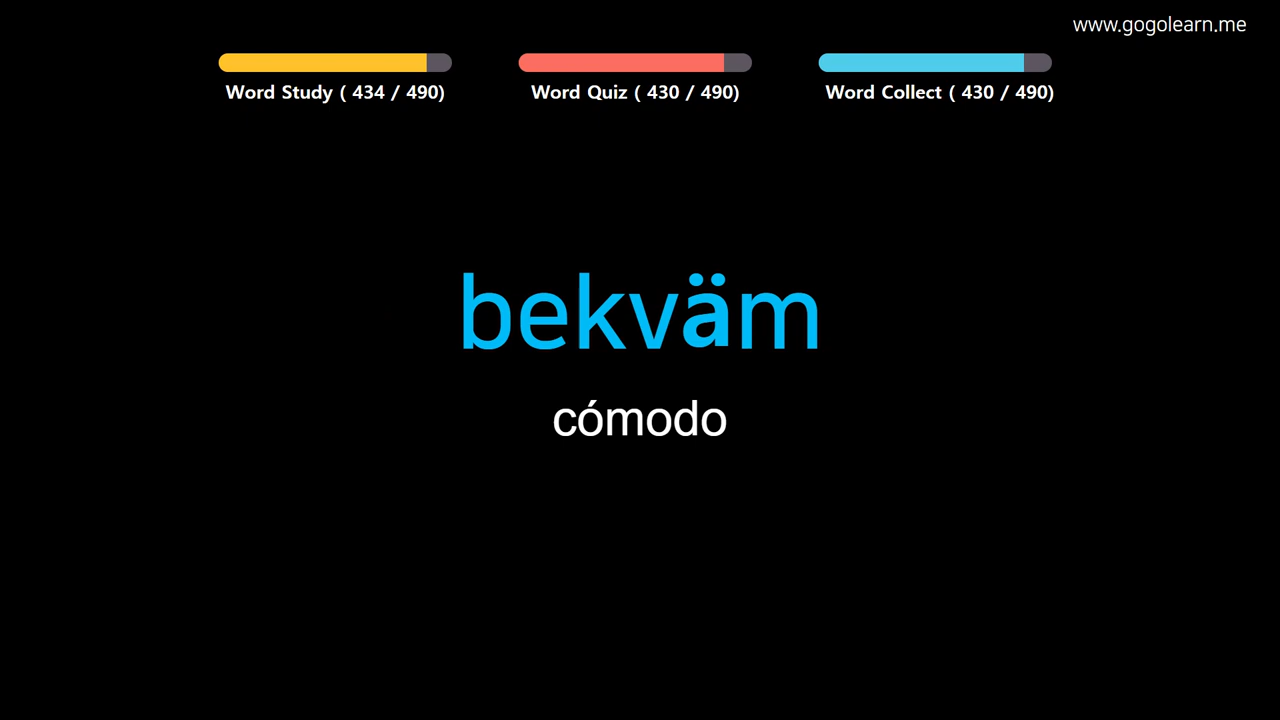 www.gogolearn.me
Word Study ( 434 / 490)
Word Quiz ( 430 / 490)
Word Collect ( 430 / 490)
bekväm
cómodo